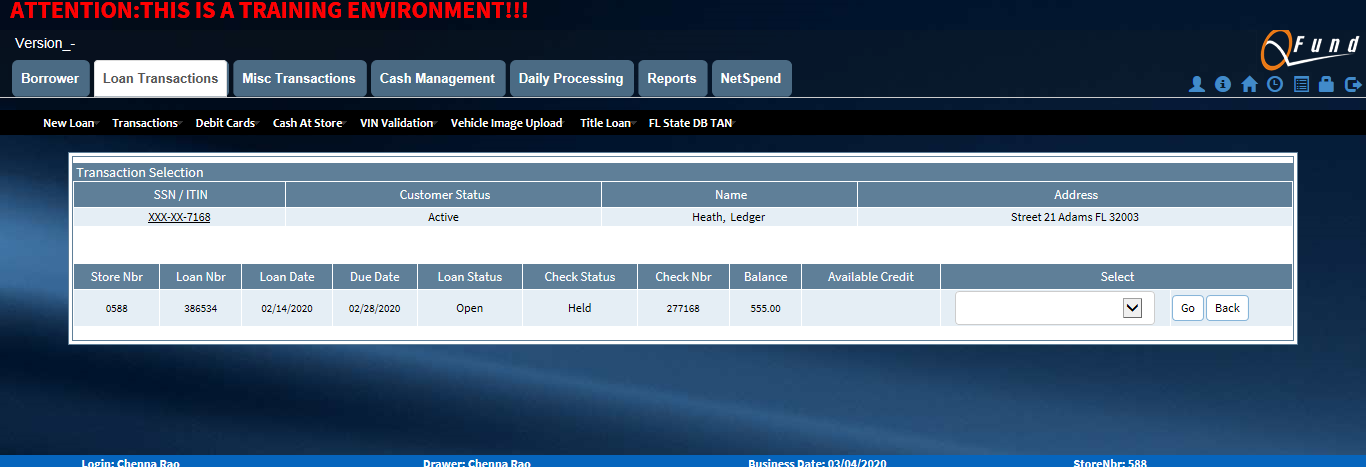 ATTENTION:THIS IS A TRAINING ENVIRONMENT!!!
Version_-
QFund
Borrower Loan Transactions Misc Transactions Cash Management Daily Processing Reports NetSpend
New Loan Transactions Debit Cards Cash At Store VIN Validation Vehicle Image Upload Title Loan FL State DB TAN
Transaction Selection
SSN / ITIN Customer Status Name Address
XXX-XX-7168 Active Heath, Ledger Street 21 Adams FL 32003
Store Nbr Loan Nbr Loan Date Due Date Loan Status Check Status Check Nbr Balance Available Credit Select
0588 386534 02/14/2020 02/28/2020 Open Held 277168 555.00 Go Back
Login: Chenna Rao Drawer: Chenna Rao Business Date: 03/04/2020 StoreNbr: 588